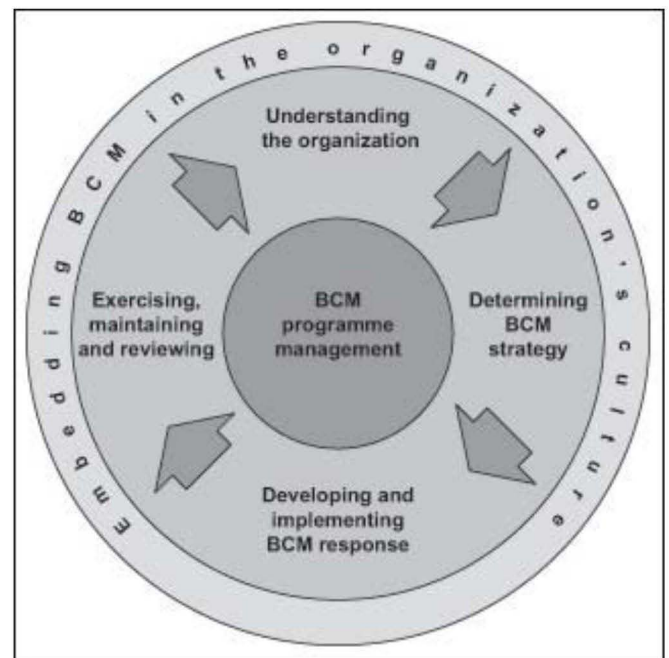 Embedding BCM in the organization's culture
Understanding
the organization
Determining
BCM
strategy
Developing and
implementing
BCM response
Exercising,
maintaining
and reviewing
BCM
programme
management